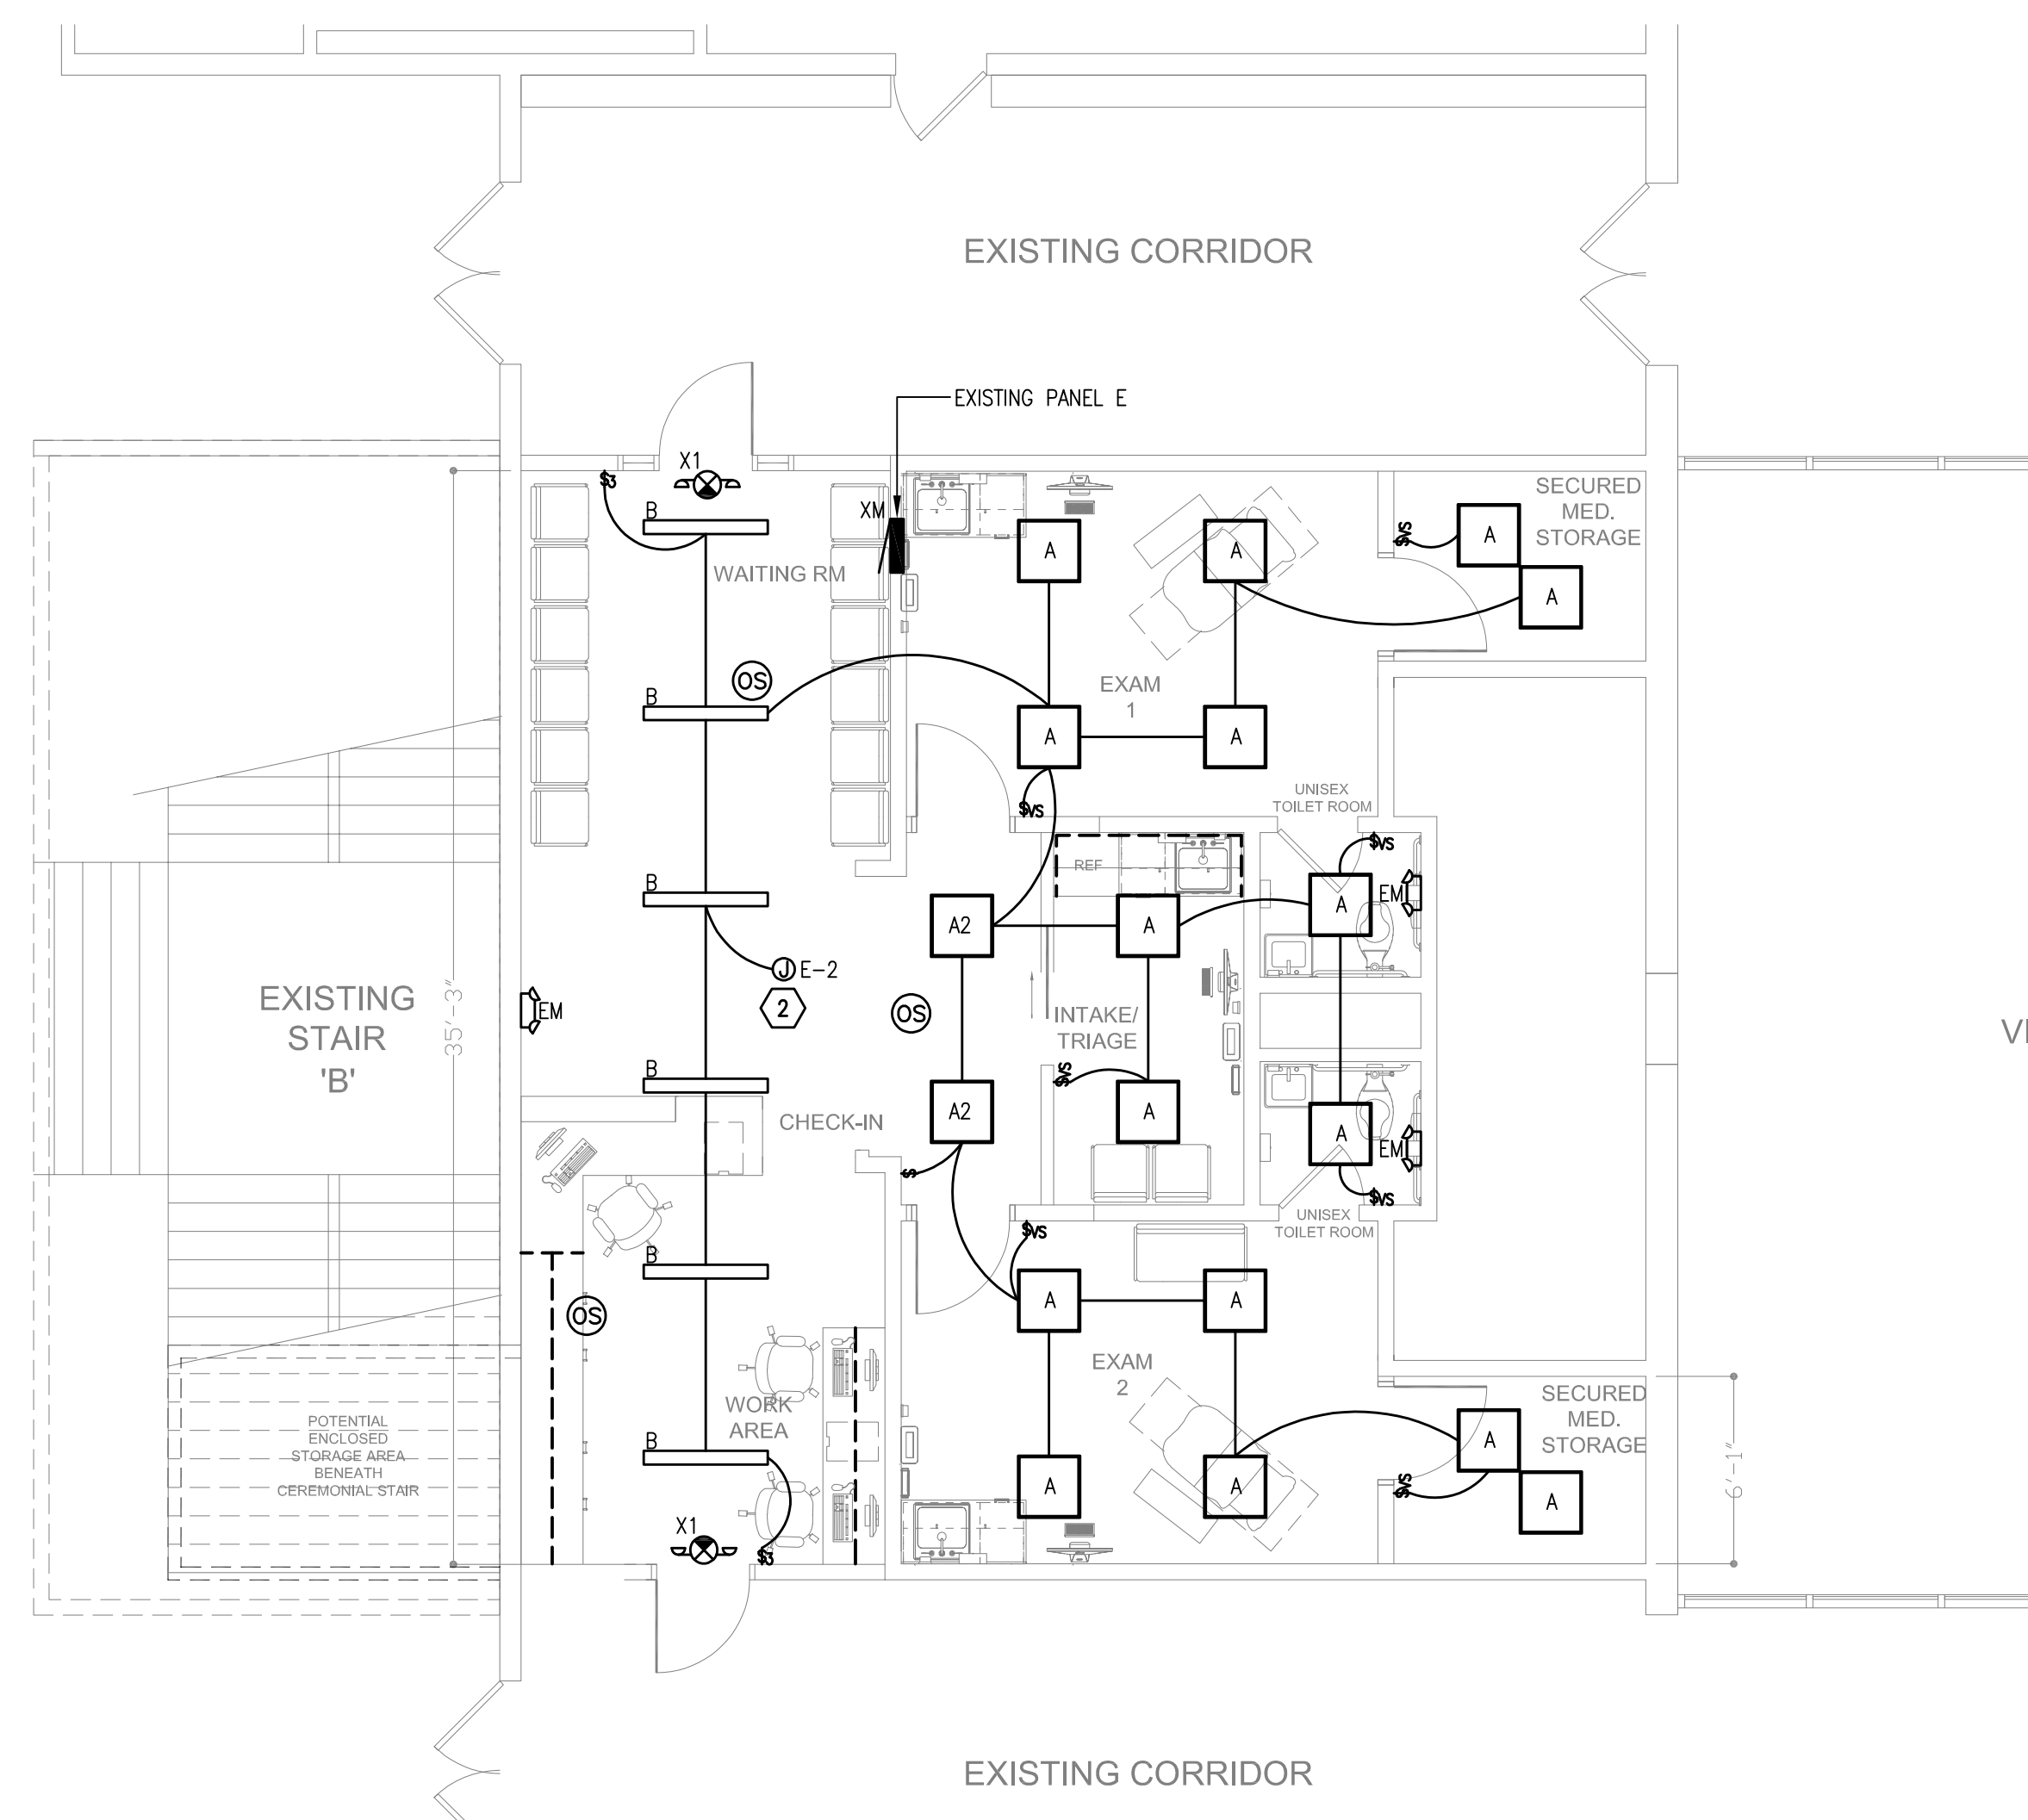 EXISTING CORRIDOR
EXISTING PANEL E
X1
$3
B
XM
WAITING RM
A
A
$VS
A
SECURED
MED.
STORAGE
A
OS
B
EXAM
1
A
A
$VS
UNISEX
TOILET ROOM
$VS
REF
B
A2
A
A
EM
J E-2
2
OS
EM
EXISTING
STAIR
'B'
35'-3"
INTAKE/
TRIAGE
VI
B
$VS
A2
A
A
EM
CHECK-IN
$
$VS
UNISEX
TOILET ROOM
$VS
B
OS
A
A
EXAM
2
WORK
AREA
B
POTENTIAL
ENCLOSED
STORAGE AREA
BENEATH
CEREMONIAL STAIR
SECURED
MED.
STORAGE
A
A
A
$VS
A
6'-1"
X1
$3
EXISTING CORRIDOR